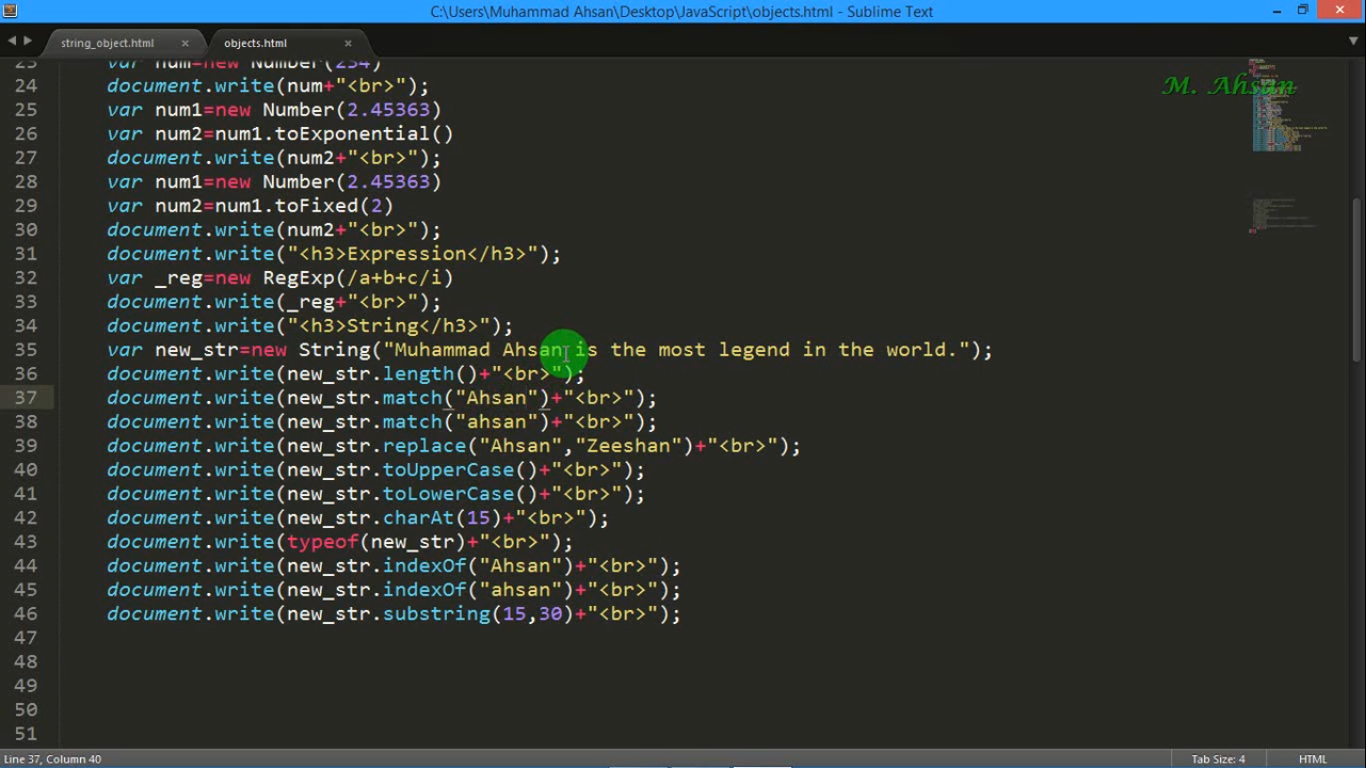 C:\Users\Muhammad Ahsan\Desktop\JavaScript\objects.html - Sublime Text
string_object.html × objects.html ×
M. Ahsan
23 var num=new Number(234)
24 document.write(num+"<br>");
25 var num1=new Number(2.45363)
26 var num2=num1.toExponential()
27 document.write(num2+"<br>");
28 var num1=new Number(2.45363)
29 var num2=num1.toFixed(2)
30 document.write(num2+"<br>");
31 document.write("<h3>Expression</h3>");
32 var _reg=new RegExp(/a+b+c/i)
33 document.write(_reg+"<br>");
34 document.write("<h3>String</h3>");
35 var new_str=new String("Muhammad Ahsan is the most legend in the world.");
36 document.write(new_str.length()+"<br>");
37 document.write(new_str.match("Ahsan")+"<br>");
38 document.write(new_str.match("ahsan")+"<br>");
39 document.write(new_str.replace("Ahsan","Zeeshan")+"<br>");
40 document.write(new_str.toUpperCase()+"<br>");
41 document.write(new_str.toLowerCase()+"<br>");
42 document.write(new_str.charAt(15)+"<br>");
43 document.write(typeof(new_str)+"<br>");
44 document.write(new_str.indexOf("Ahsan")+"<br>");
45 document.write(new_str.indexOf("ahsan")+"<br>");
46 document.write(new_str.substring(15,30)+"<br>");
47
48
49
50
51
Line 37, Column 40 Tab Size: 4 HTML